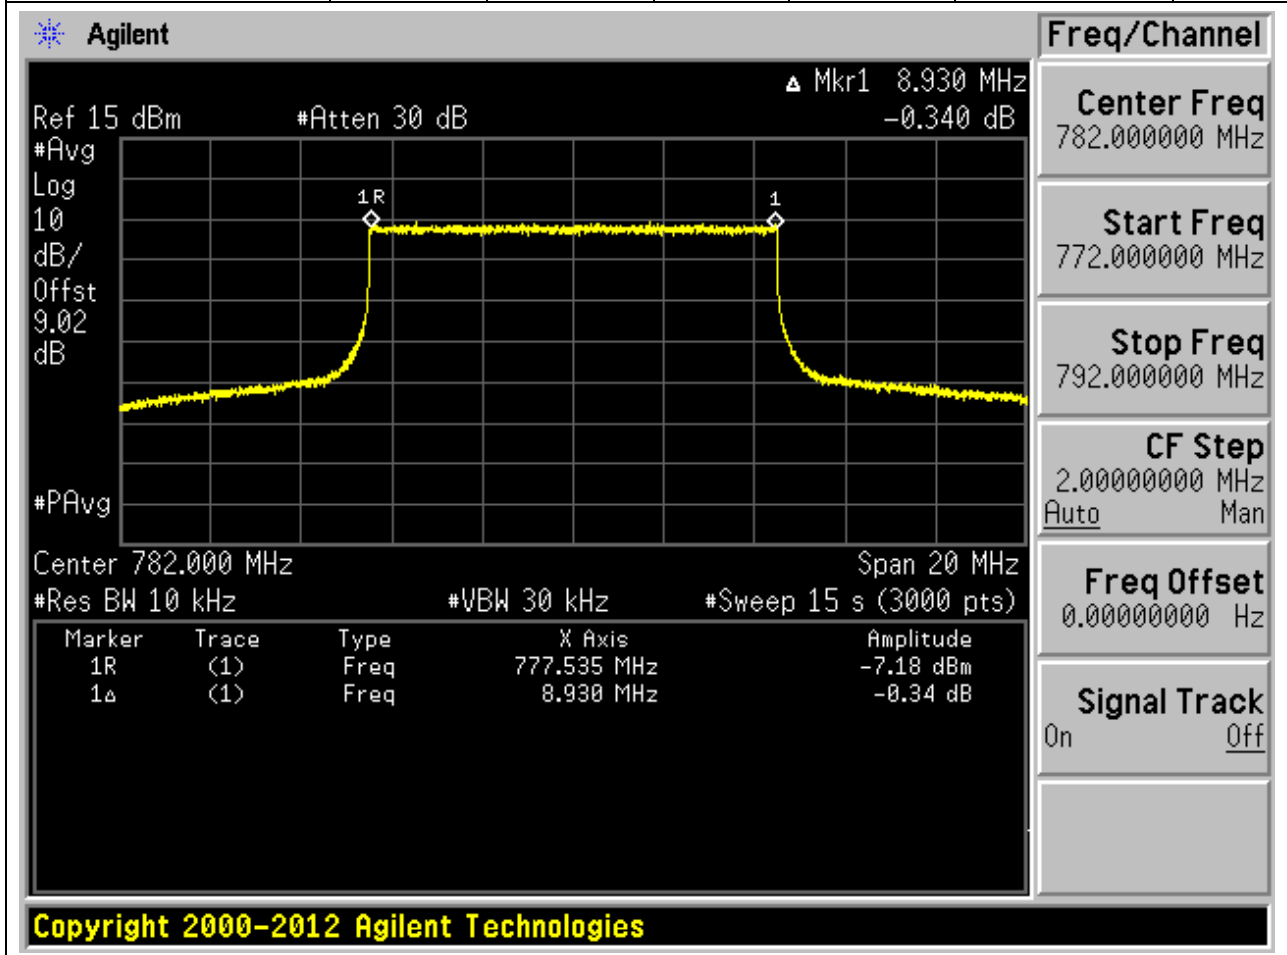 Agilent
Freq/Channel
Δ Mkr1 8.930 MHz
Ref 15 dBm #Atten 30 dB -0.340 dB
#Avg
Log
10
dB/
Offst
9.02
dB
#PAvg
1R
1
Center 782.000 MHz Span 20 MHz
#Res BW 10 kHz #VBW 30 kHz #Sweep 15 s (3000 pts)
Marker Trace Type X Axis Amplitude
1R (1) Freq 777.535 MHz -7.18 dBm
1Δ (1) Freq 8.930 MHz -0.34 dB
Center Freq
782.000000 MHz
Start Freq
772.000000 MHz
Stop Freq
792.000000 MHz
CF Step
2.00000000 MHz
Auto Man
Freq Offset
0.00000000 Hz
Signal Track
On Off
Copyright 2000-2012 Agilent Technologies